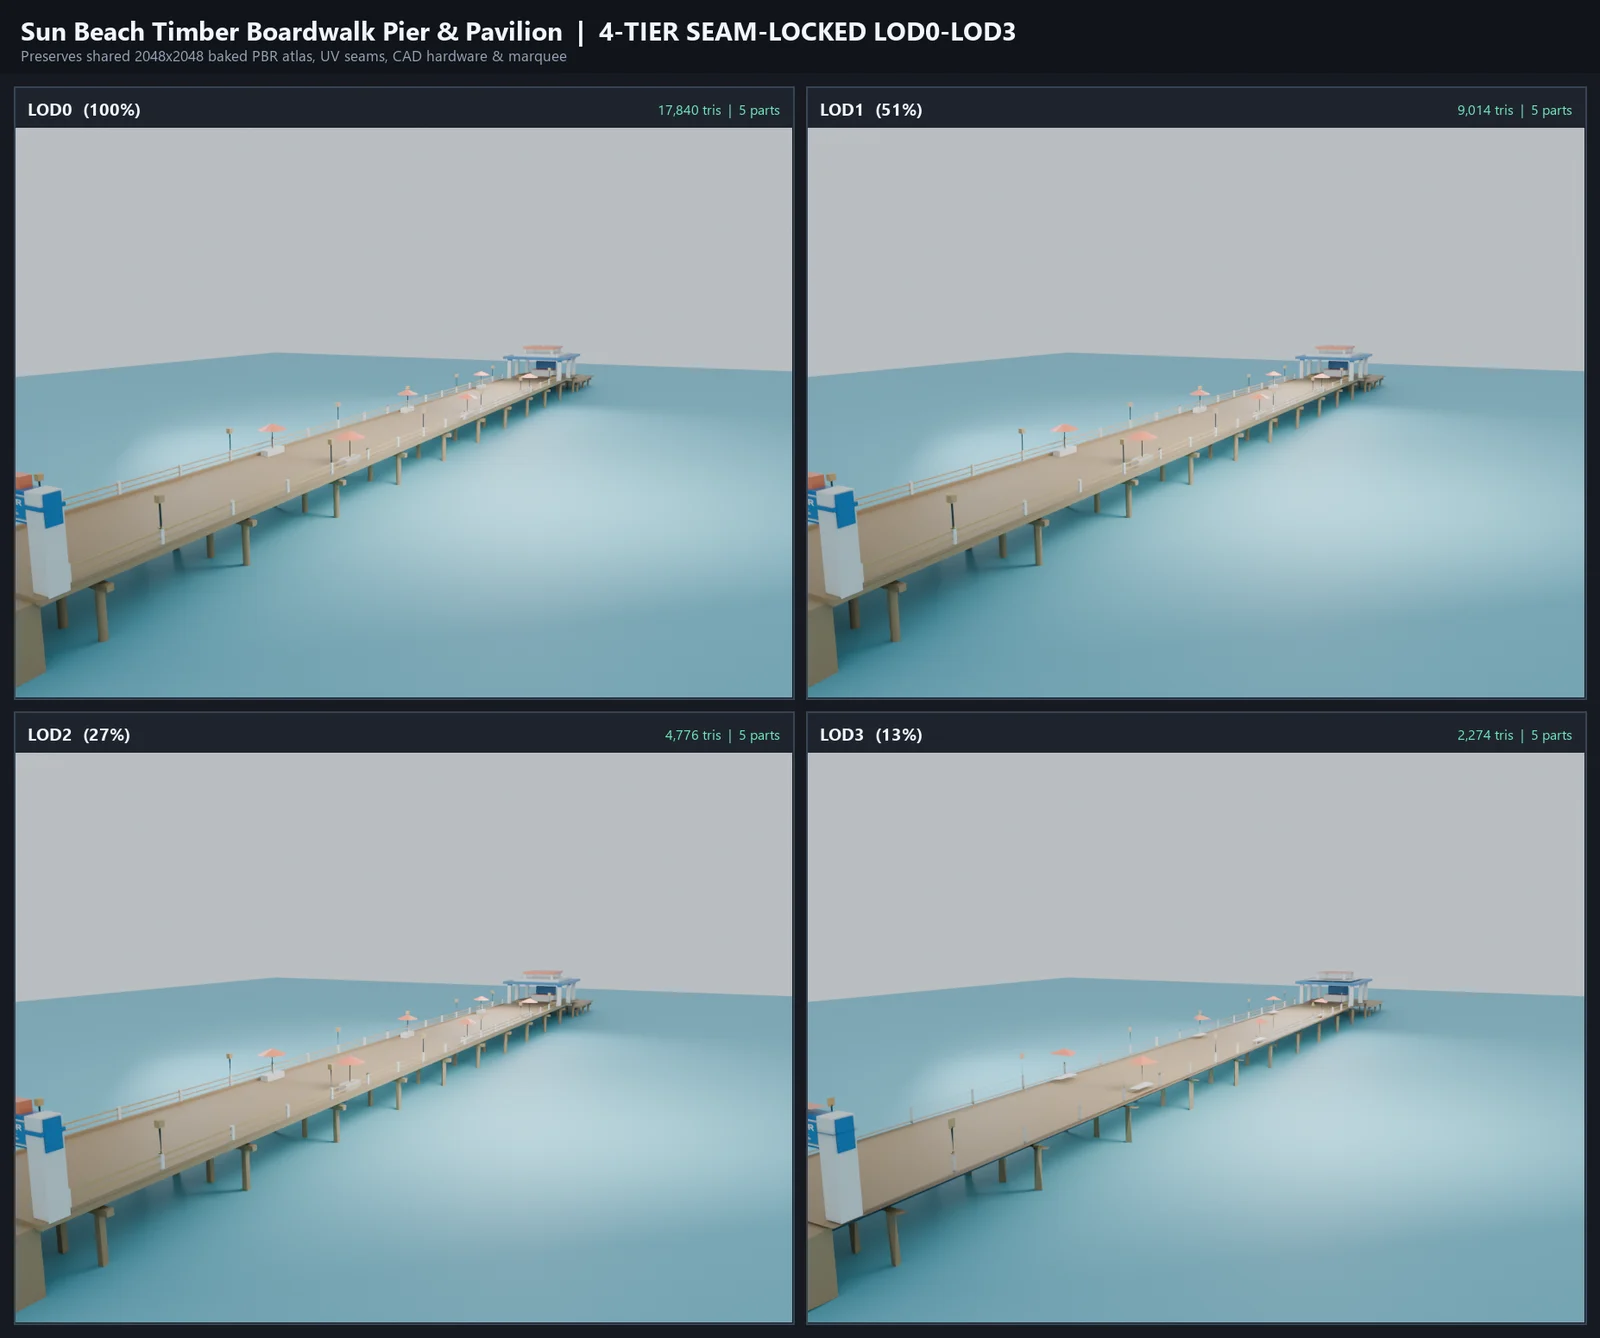 Sun Beach Timber Boardwalk Pier & Pavilion | 4-TIER SEAM-LOCKED LOD0-LOD3
Preserves shared 2048x2048 baked PBR atlas, UV seams, CAD hardware & marquee
LOD0 (100%) 17,840 tris | 5 parts
LOD1 (51%) 9,014 tris | 5 parts
LOD2 (27%) 4,776 tris | 5 parts
LOD3 (13%) 2,274 tris | 5 parts